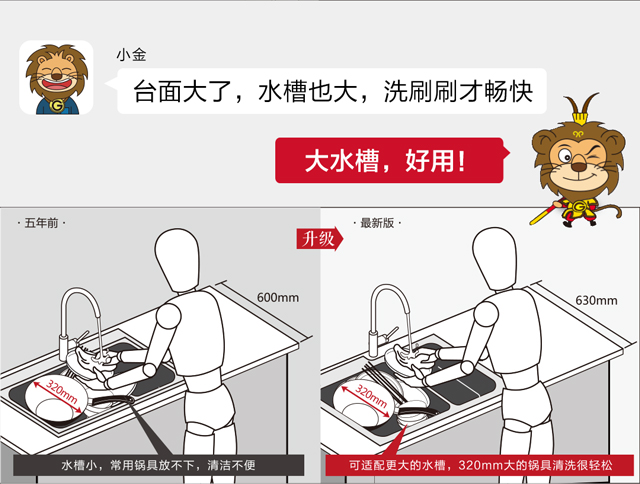 小金
台面大了，水槽也大，洗刷刷才畅快
大水槽，好用！
·五年前·
升级
·最新版·
600mm
630mm
320mm
320mm
水槽小，常用锅具放不下，清洁不便
可适配更大的水槽，320mm大的锅具清洗很轻松